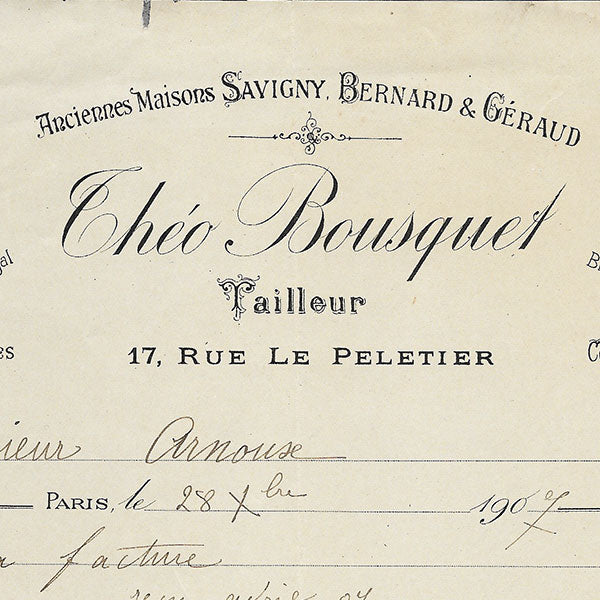 Anciennes Maisons Savigny, Bernard & Géraud
Théo Bousquet
Tailleur
17, Rue Le Peletier
ieur Arnouse
Paris, le 28 Xbre 1907
facture